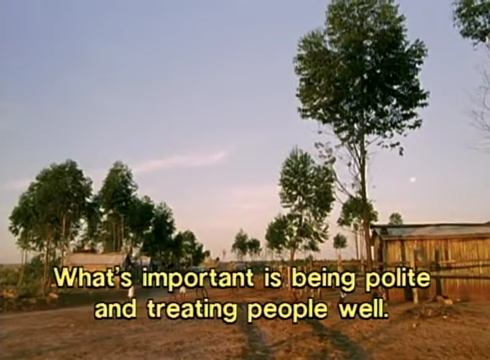 What's important is being polite
and treating people well.